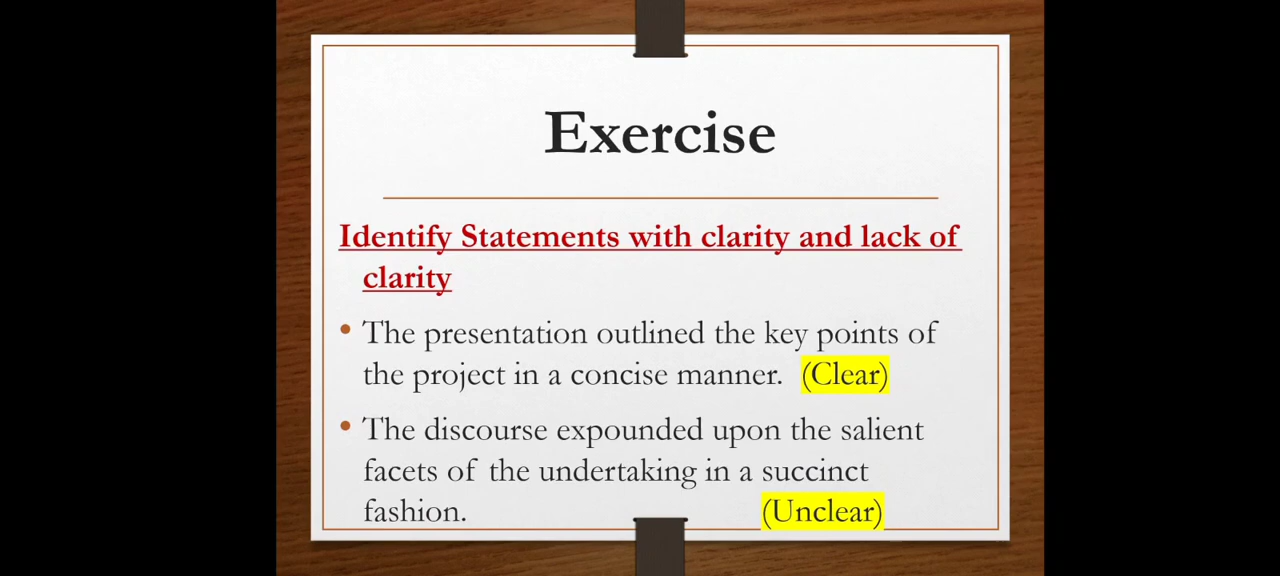 Exercise
Identify Statements with clarity and lack of
clarity
• The presentation outlined the key points of
the project in a concise manner. (Clear)
• The discourse expounded upon the salient
facets of the undertaking in a succinct
fashion. (Unclear)